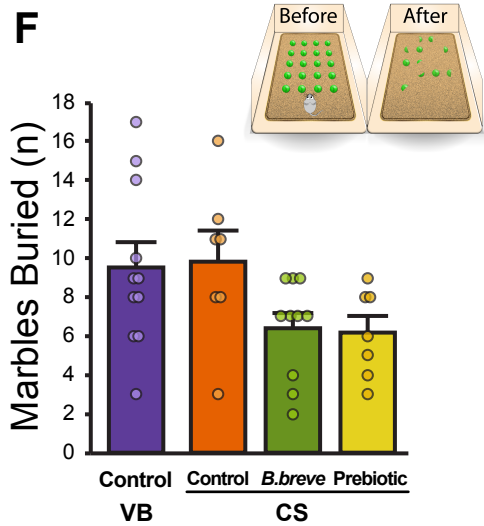 F
Before
After
Marbles Buried (n)
18
16
14
12
10
8
6
4
2
0
Control
Control
B.breve
Prebiotic
VB
CS